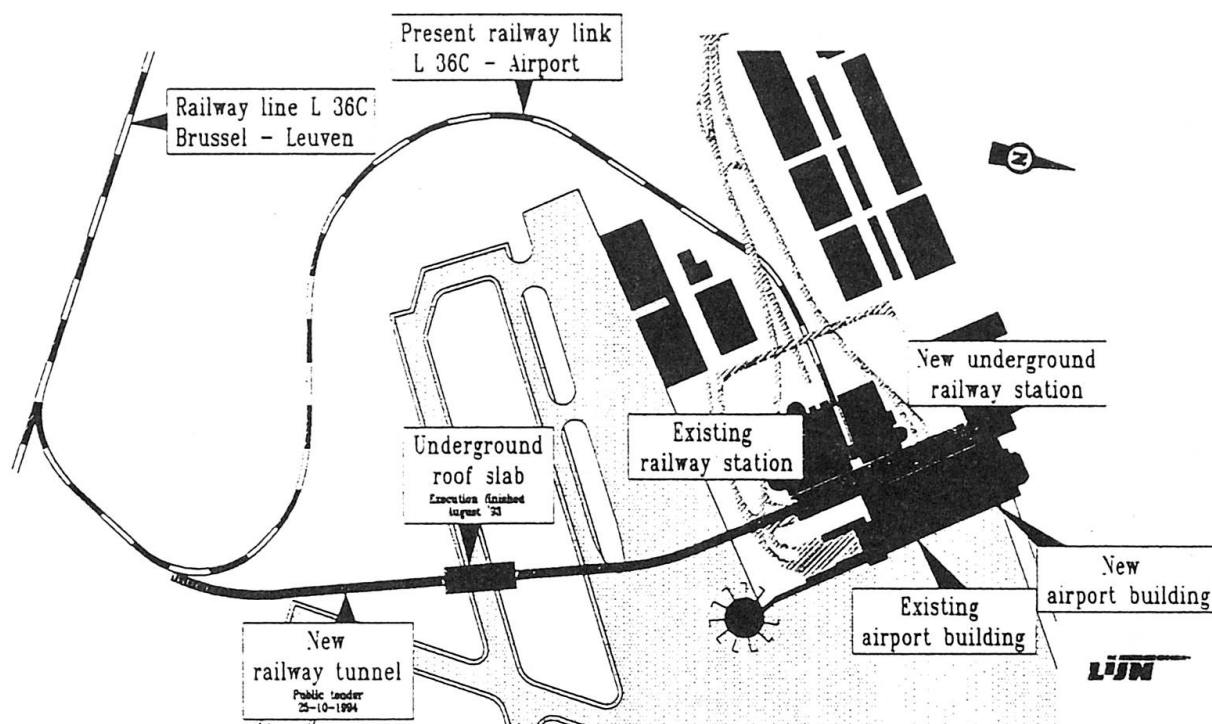 Present railway link
L 36C - Airport
Railway line L 36C
Brussel - Leuven
N
New underground
railway station
Existing
railway station
Underground
roof slab
Execution finished
august '93
New
airport building
Existing
airport building
New
railway tunnel
Public tender
25-10-1994